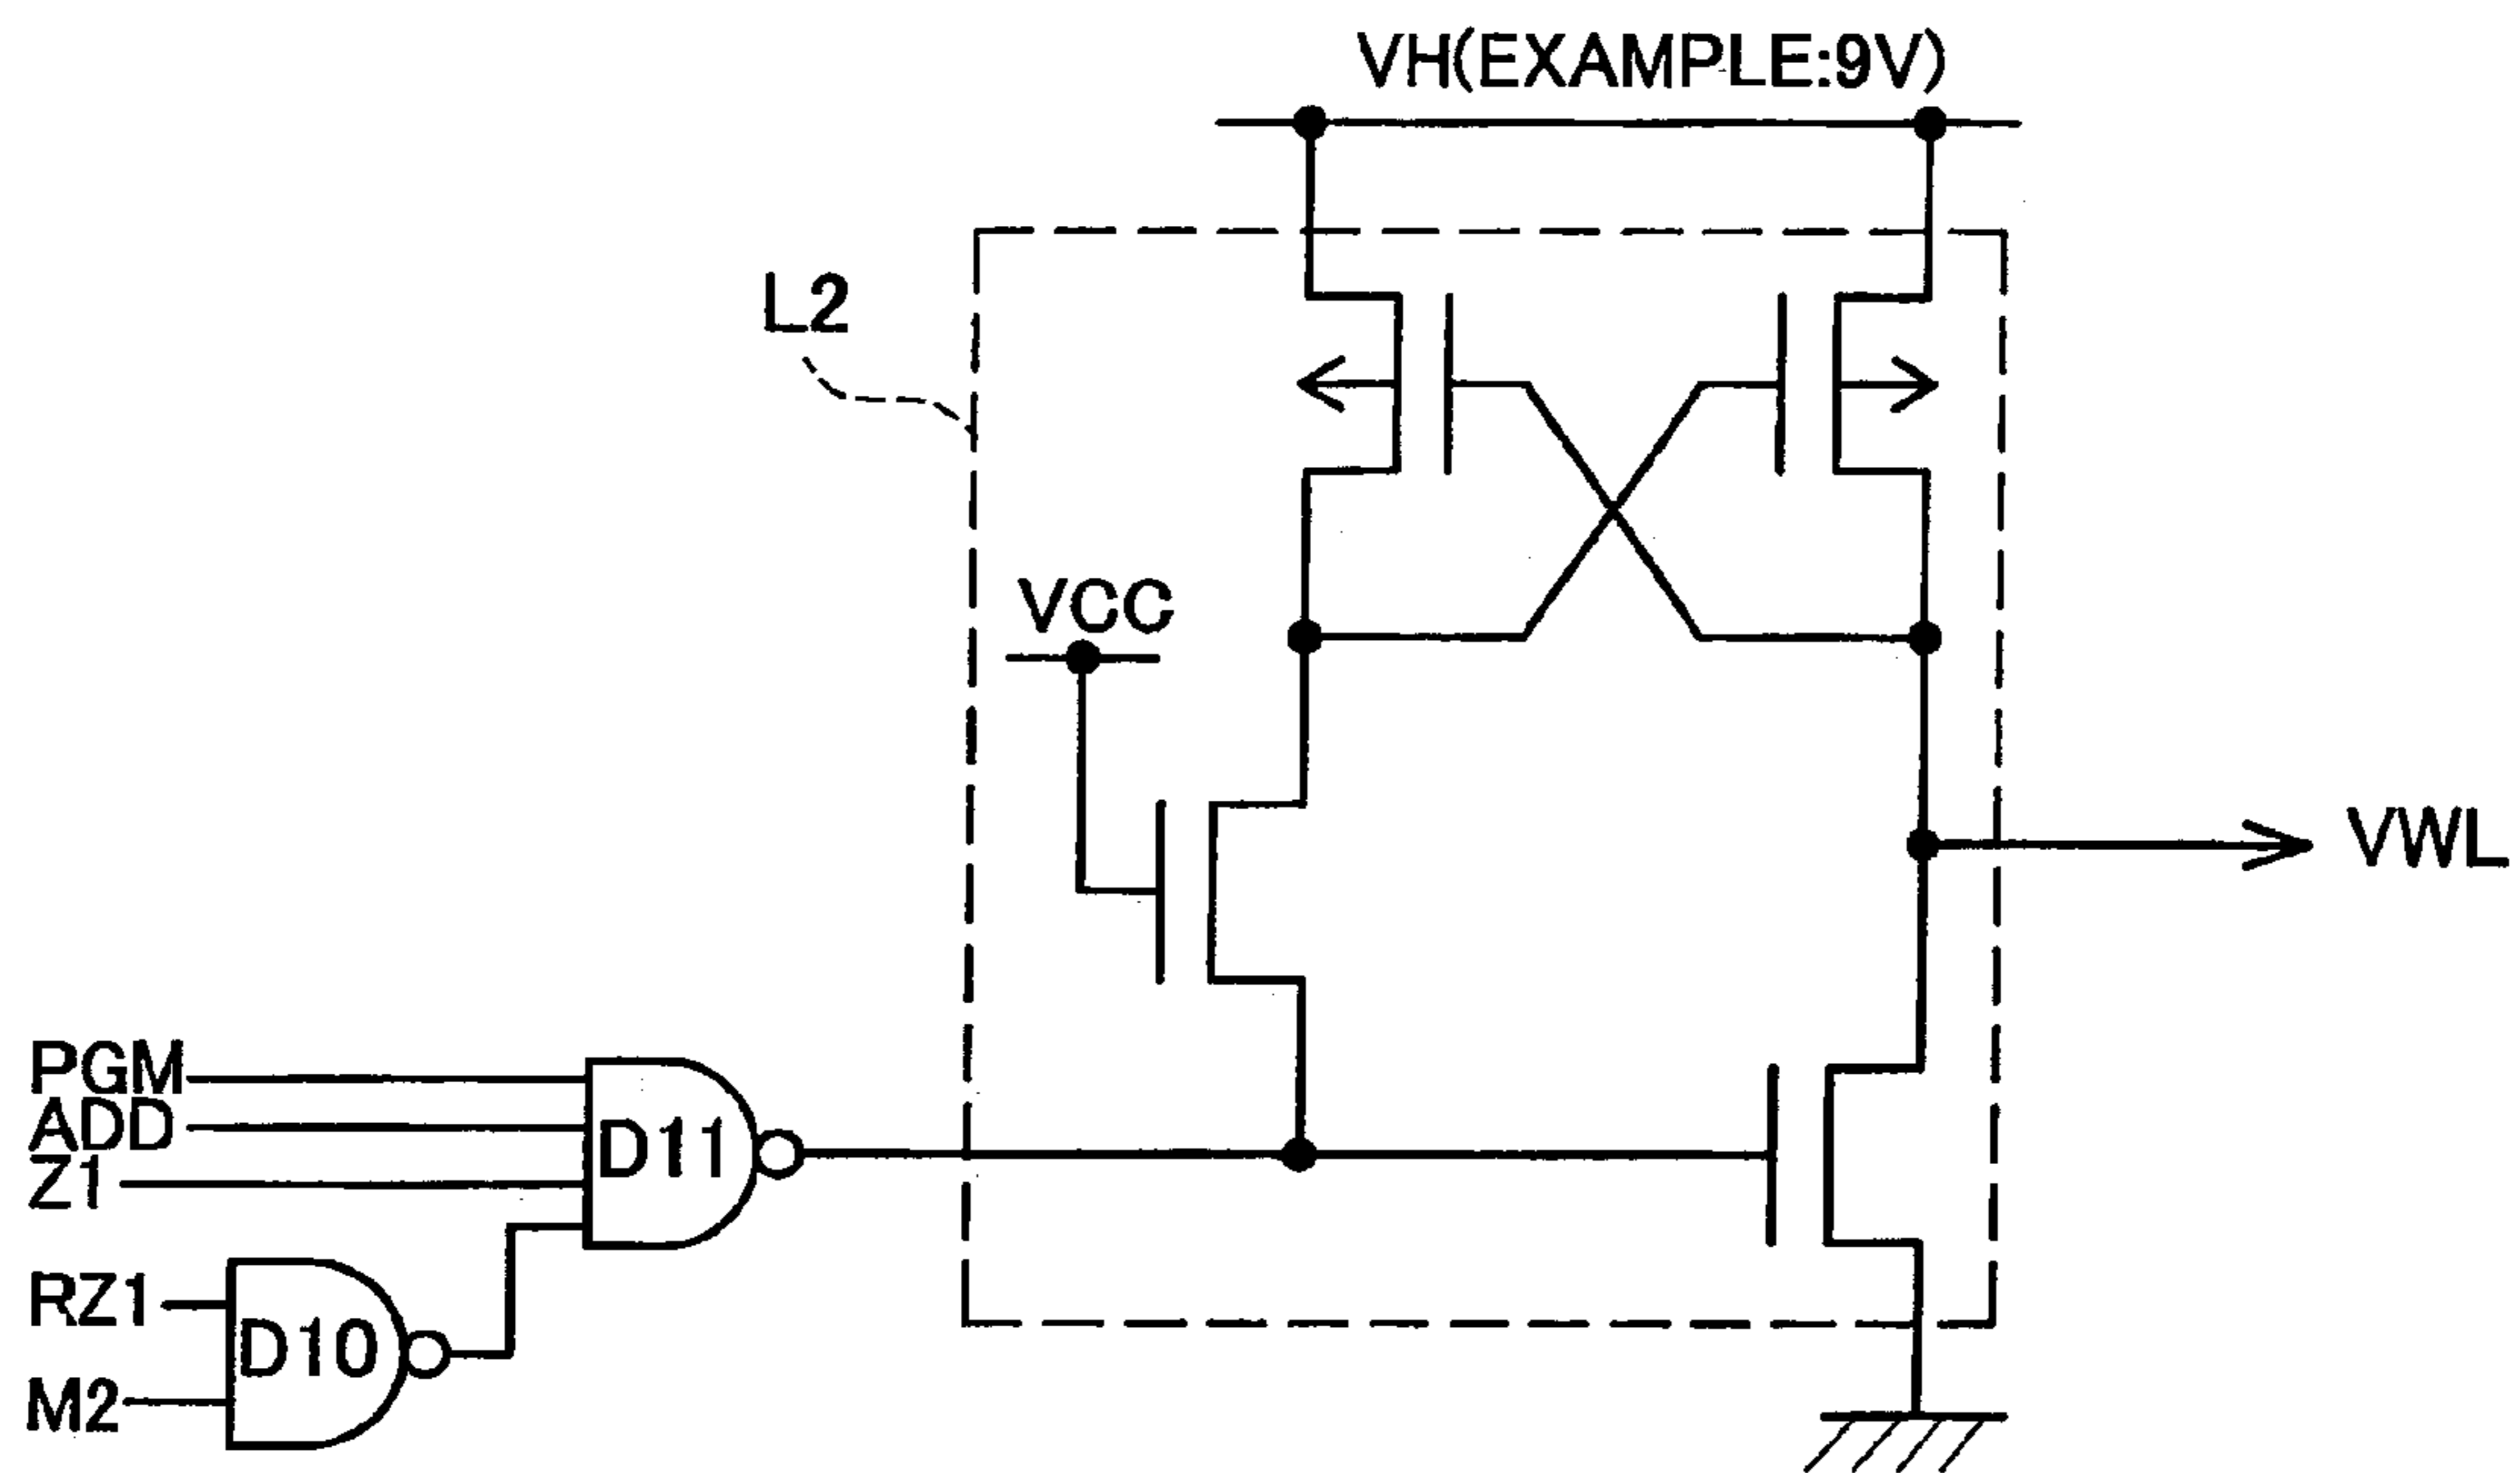 VH(EXAMPLE:9V)
L2
VCC
VWL
PGM
ADD
Z1
D11
RZ1
D10
M2